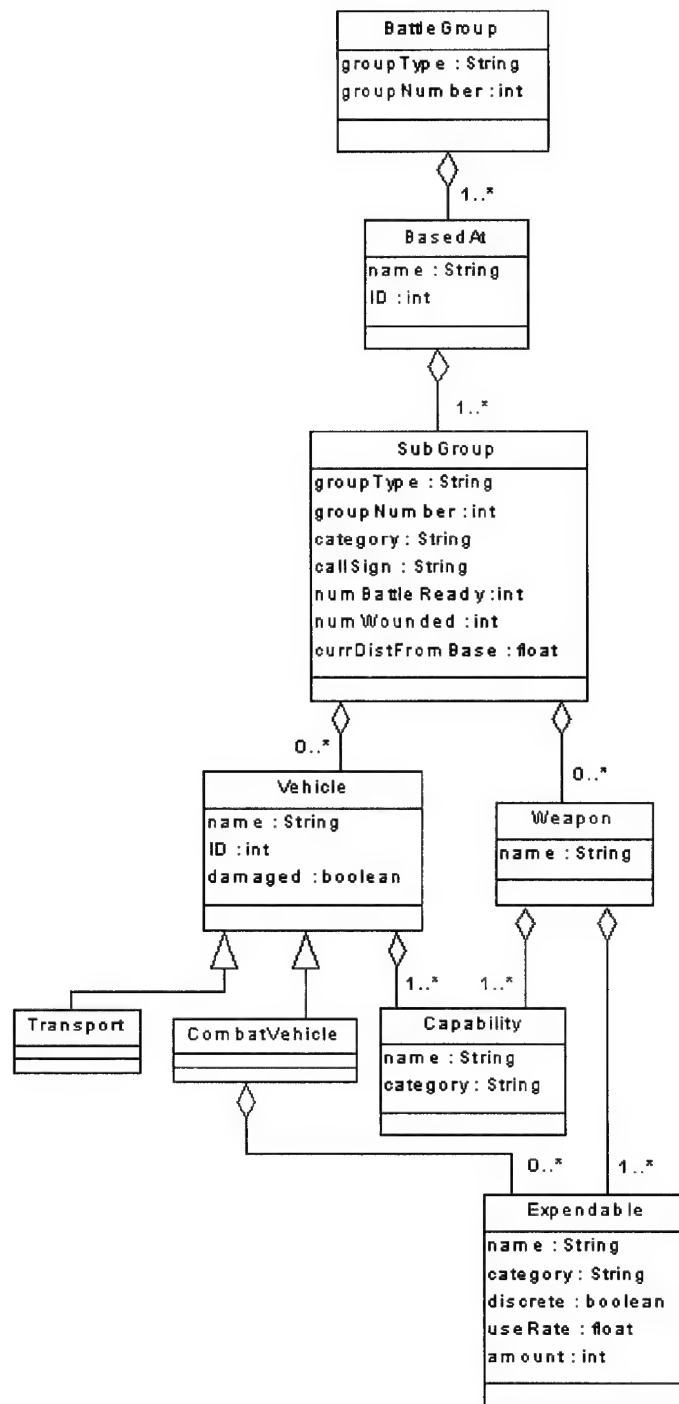 BattleGroup
groupType : String
groupNumber : int
1..*
BasedAt
name : String
ID : int
1..*
SubGroup
groupType : String
groupNumber : int
category : String
callSign : String
numBattleReady : int
numWounded : int
currDistFromBase : float
0..*
0..*
Vehicle
name : String
ID : int
damaged : boolean
Weapon
name : String
1..*
1..*
Transport
CombatVehicle
Capability
name : String
category : String
0..*
1..*
Expendable
name : String
category : String
discrete : boolean
useRate : float
amount : int